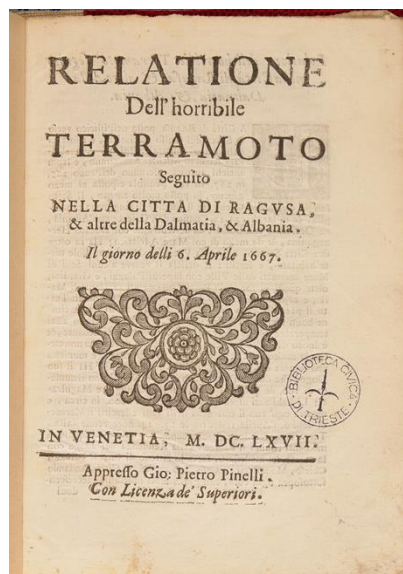 RELATIONE
Dell'horribile
TERRAMOTO
Seguito
NELLA CITTA DI RAGVSA,
& altre della Dalmatia, & Albania.
Il giorno delli 6. Aprile 1667.
BIBLIOTECA CIVICA
DI TRIESTE
IN VENETIA, M. DC. LXVII.
Appreſſo Gio: Pietro Pinelli.
Con Licenza de' Superiori.